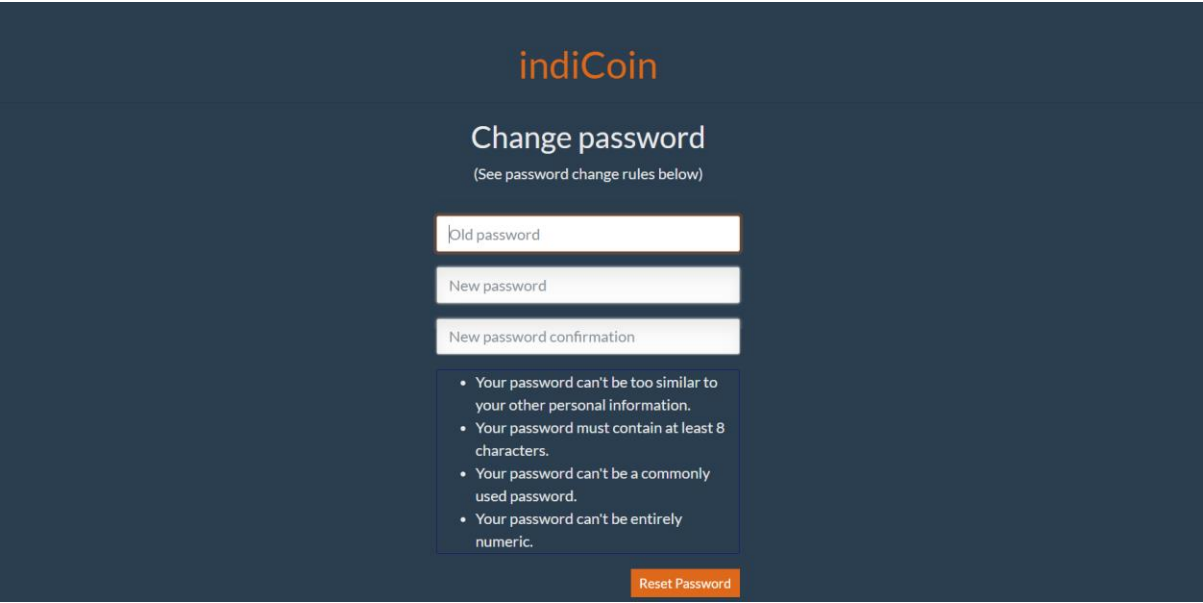 indiCoin
Change password
(See password change rules below)
Old password
New password
New password confirmation
• Your password can't be too similar to
your other personal information.
• Your password must contain at least 8
characters.
• Your password can't be a commonly
used password.
• Your password can't be entirely
numeric.
Reset Password